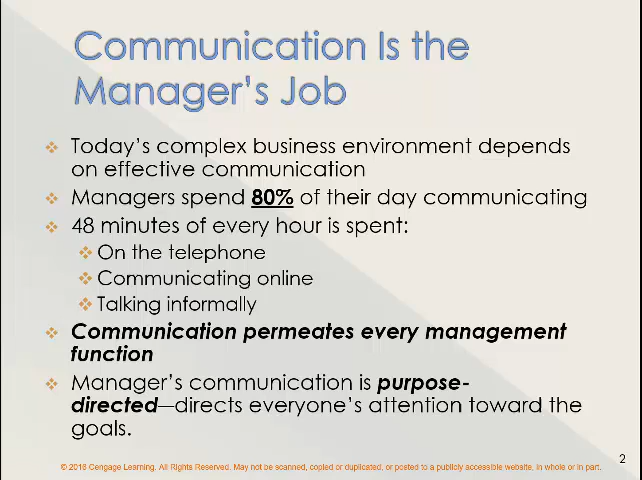 Communication Is the
Manager's Job
❖ Today's complex business environment depends
on effective communication
❖ Managers spend 80% of their day communicating
❖ 48 minutes of every hour is spent:
❖ On the telephone
❖ Communicating online
❖ Talking informally
❖ Communication permeates every management
function
❖ Manager's communication is purpose-
directed—directs everyone's attention toward the
goals.
2
© 2016 Cengage Learning. All Rights Reserved. May not be scanned, copied or duplicated, or posted to a publicly accessible website, in whole or in part.